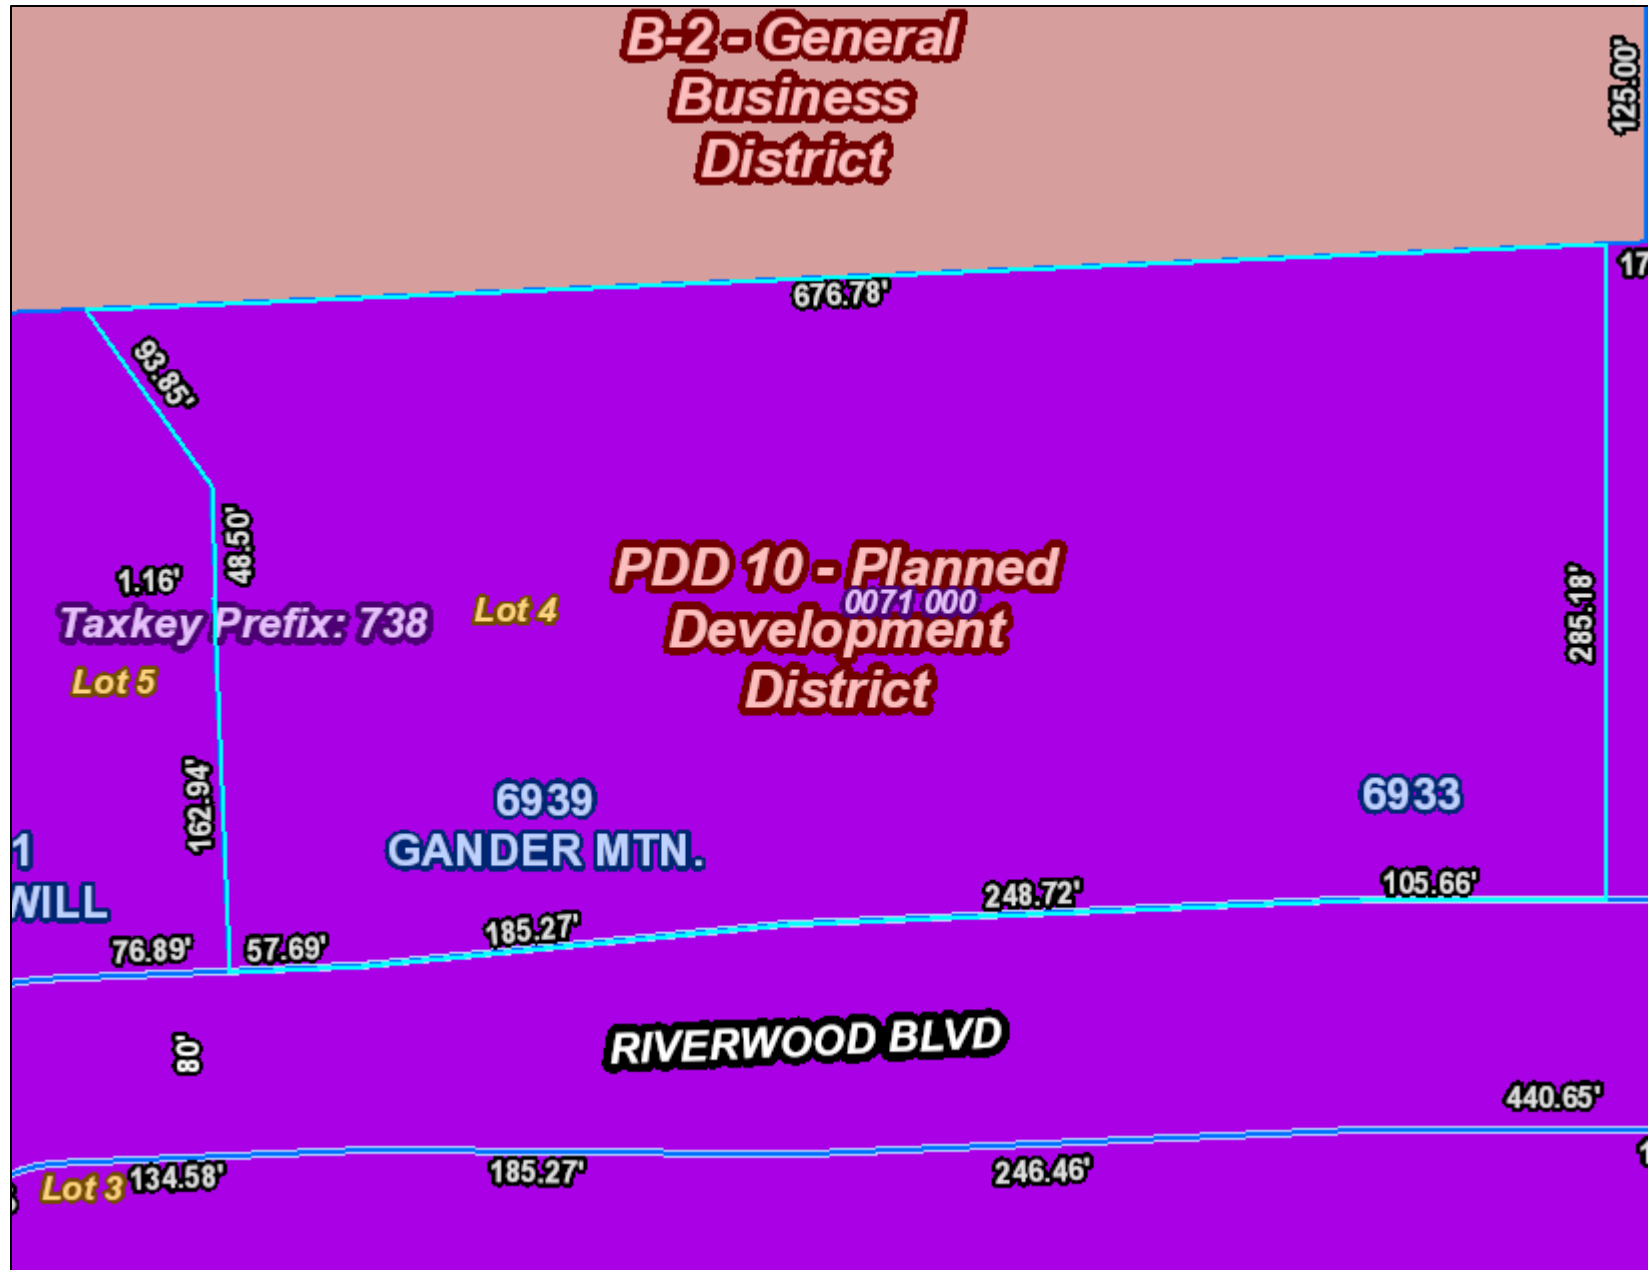 B-2 - General
Business
District
125.00'
17
676.78'
93.85'
48.50'
1.16'
Taxkey Prefix: 738
Lot 4
Lot 5
PDD 10 - Planned
0071 000
Development
District
285.18'
162.94'
6939
GANDER MTN.
6933
1
WILL
76.89'
57.69'
185.27'
248.72'
105.66'
80'
RIVERWOOD BLVD
440.65'
Lot 3
134.58'
185.27'
246.46'